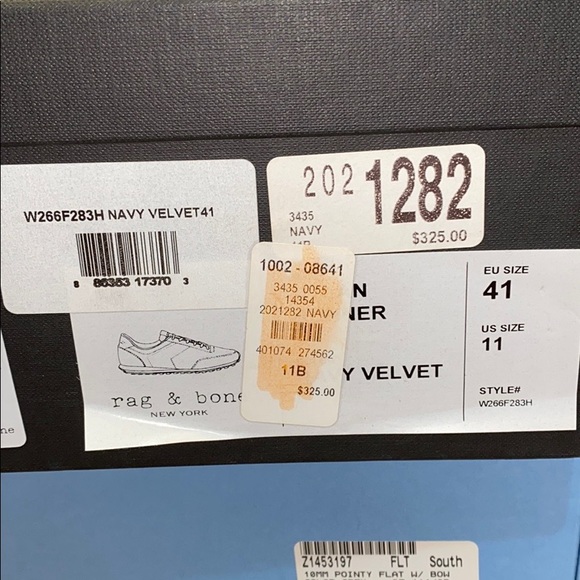 W266F283H NAVY VELVET41
8 86353 17370 3
202 1282
3435
NAVY
11B
$325.00
1002 - 08641
3435 0055
14354
2021282 NAVY
401074 274562
11B
$325.00
rag & bone
NEW YORK
VELVET
EU SIZE
41
US SIZE
11
STYLE#
W266F283H
Z1453197 FLT South
10MM POINTY FLAT W/ BOW